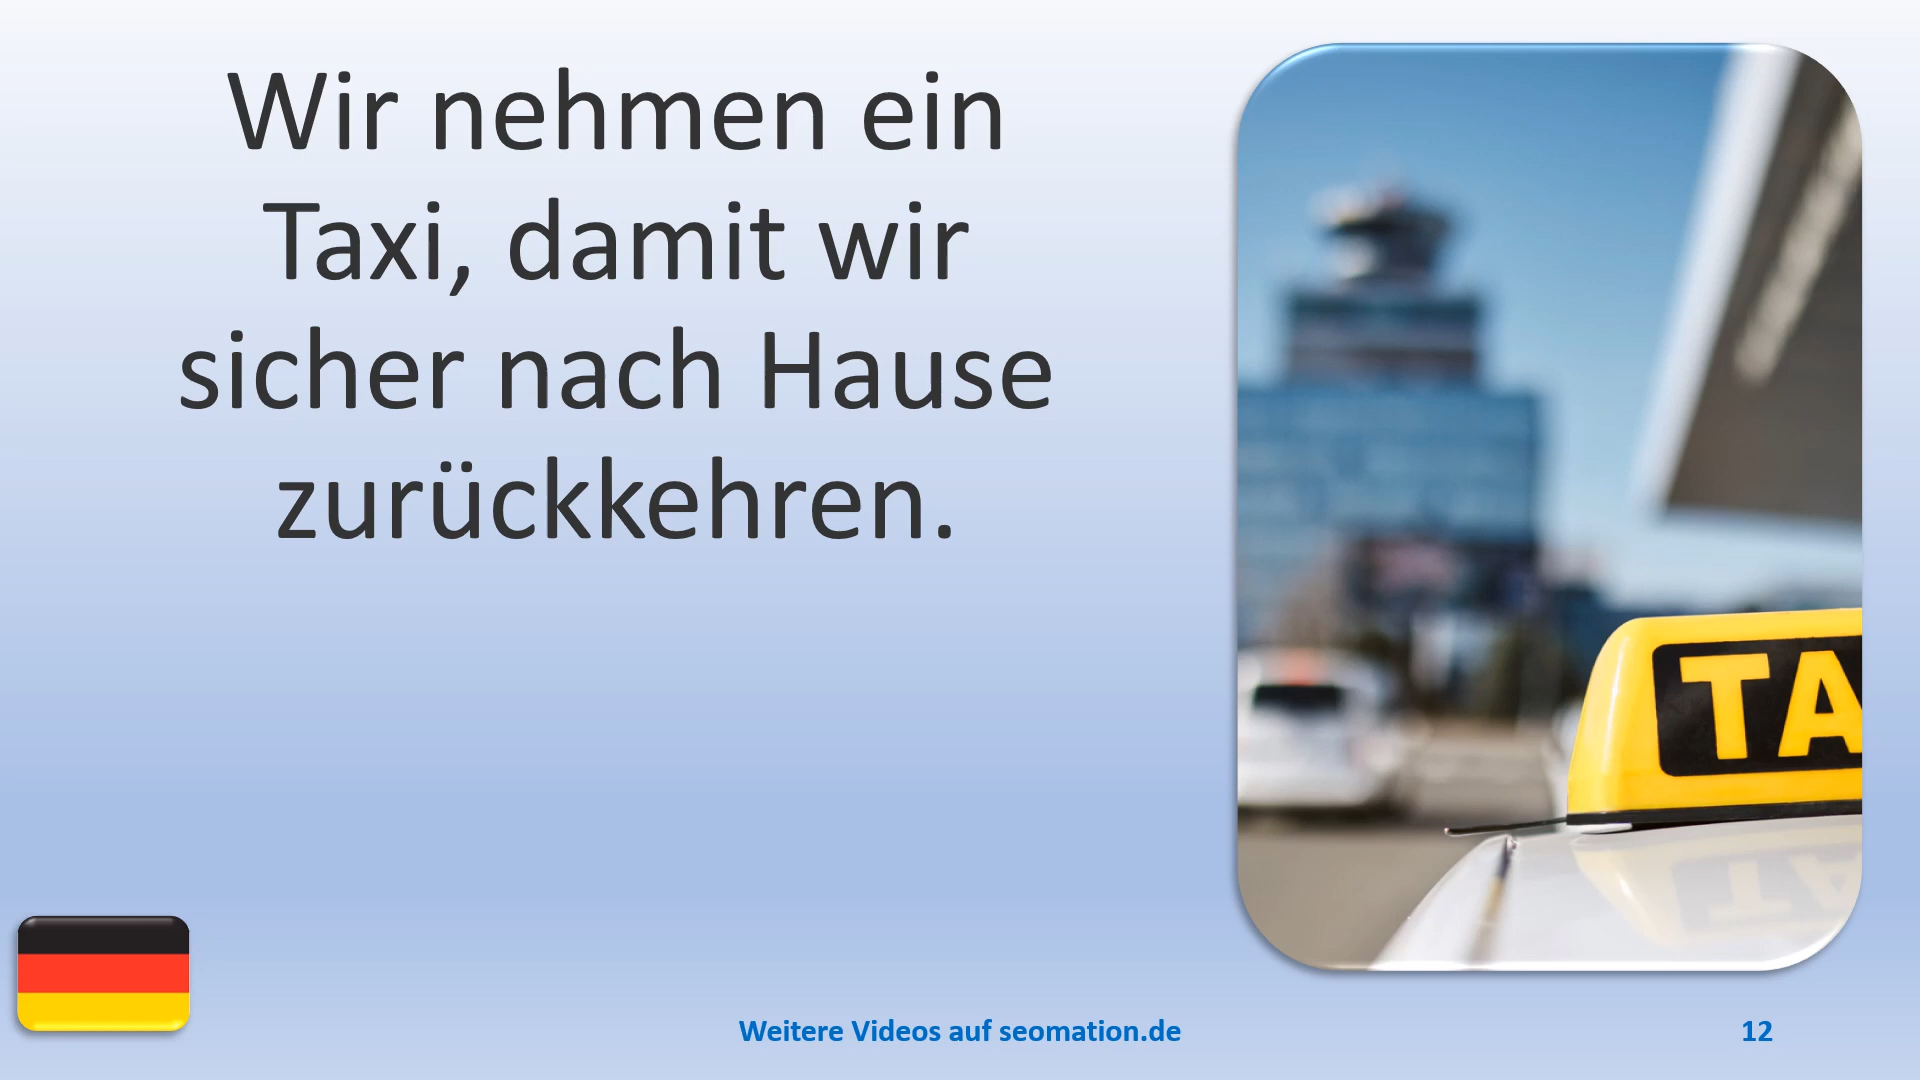 Wir nehmen ein
Taxi, damit wir
sicher nach Hause
zurückkehren.
TA
Weitere Videos auf seomation.de
12